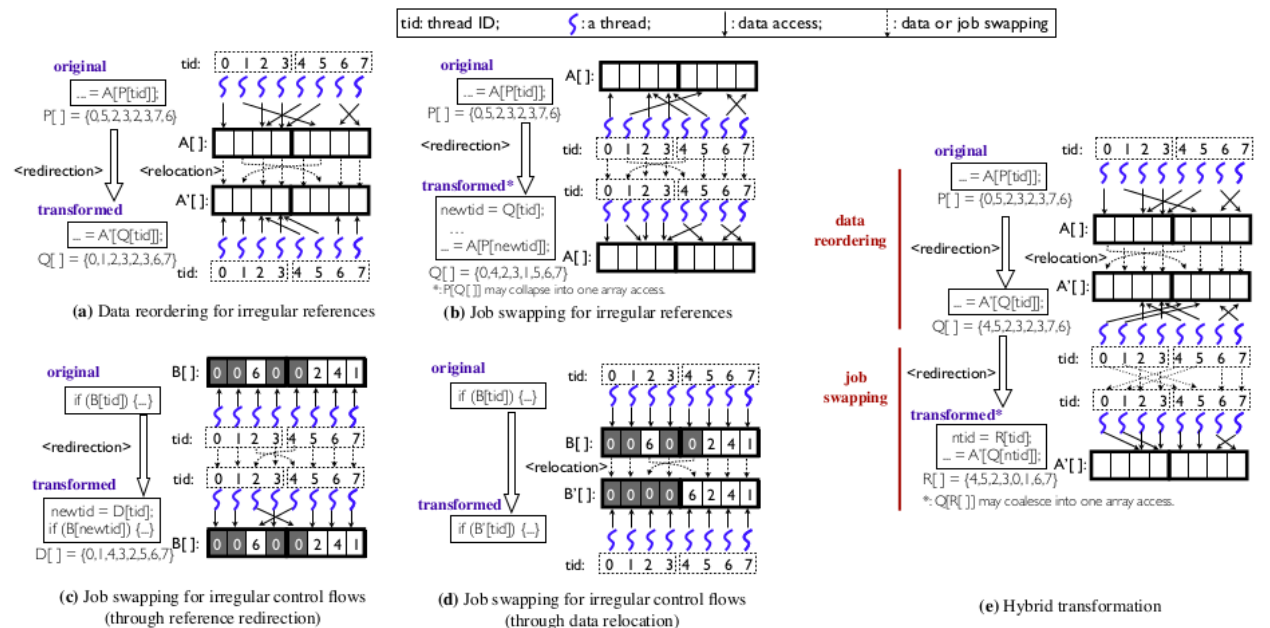 tid: thread ID; : a thread; : data access; : data or job swapping;
original
... = A[P[tid]];
P[ ] = {0,5,2,3,2,3,7,6}
<redirection>
transformed
... = A'[Q[tid]];
Q[ ] = {0,1,2,3,2,3,6,7}
tid: 0 1 2 3 4 5 6 7
A[ ]:
<relocation>
A'[ ]:
tid: 0 1 2 3 4 5 6 7
(a) Data reordering for irregular references
original
... = A[P[tid]];
P[ ] = {0,5,2,3,2,3,7,6}
<redirection>
transformed*
newtid = Q[tid];
...
... = A[P[newtid]];
Q[ ] = {0,4,2,3,1,5,6,7}
*: P[Q[ ]] may collapse into one array access.
A[ ]:
tid: 0 1 2 3 4 5 6 7
tid: 0 1 2 3 4 5 6 7
A[ ]:
(b) Job swapping for irregular references
original
if (B[tid]) {...}
<redirection>
transformed
newtid = D[tid];
if (B[newtid]) {...}
D[ ] = {0,1,4,3,2,5,6,7}
B[ ]: 0 0 6 0 0 2 4 1
tid: 0 1 2 3 4 5 6 7
tid: 0 1 2 3 4 5 6 7
B[ ]: 0 0 6 0 0 2 4 1
(c) Job swapping for irregular control flows
(through reference redirection)
original
if (B[tid]) {...}
transformed
if (B'[tid]) {...}
tid: 0 1 2 3 4 5 6 7
B[ ]: 0 0 6 0 0 2 4 1
<relocation>
B'[ ]: 0 0 0 0 6 2 4 1
tid: 0 1 2 3 4 5 6 7
(d) Job swapping for irregular control flows
(through data relocation)
data
reordering
job
swapping
original
... = A[P[tid]];
P[ ] = {0,5,2,3,2,3,7,6}
<redirection>
... = A'[Q[tid]];
Q[ ] = {4,5,2,3,2,3,7,6}
<redirection>
transformed*
ntid = R[tid];
... = A'[Q[ntid]];
R[ ] = {4,5,2,3,0,1,6,7}
*: Q[R[ ]] may coalesce into one array access.
tid: 0 1 2 3 4 5 6 7
A[ ]:
<relocation>
A'[ ]:
tid: 0 1 2 3 4 5 6 7
tid: 0 1 2 3 4 5 6 7
A'[ ]:
(e) Hybrid transformation